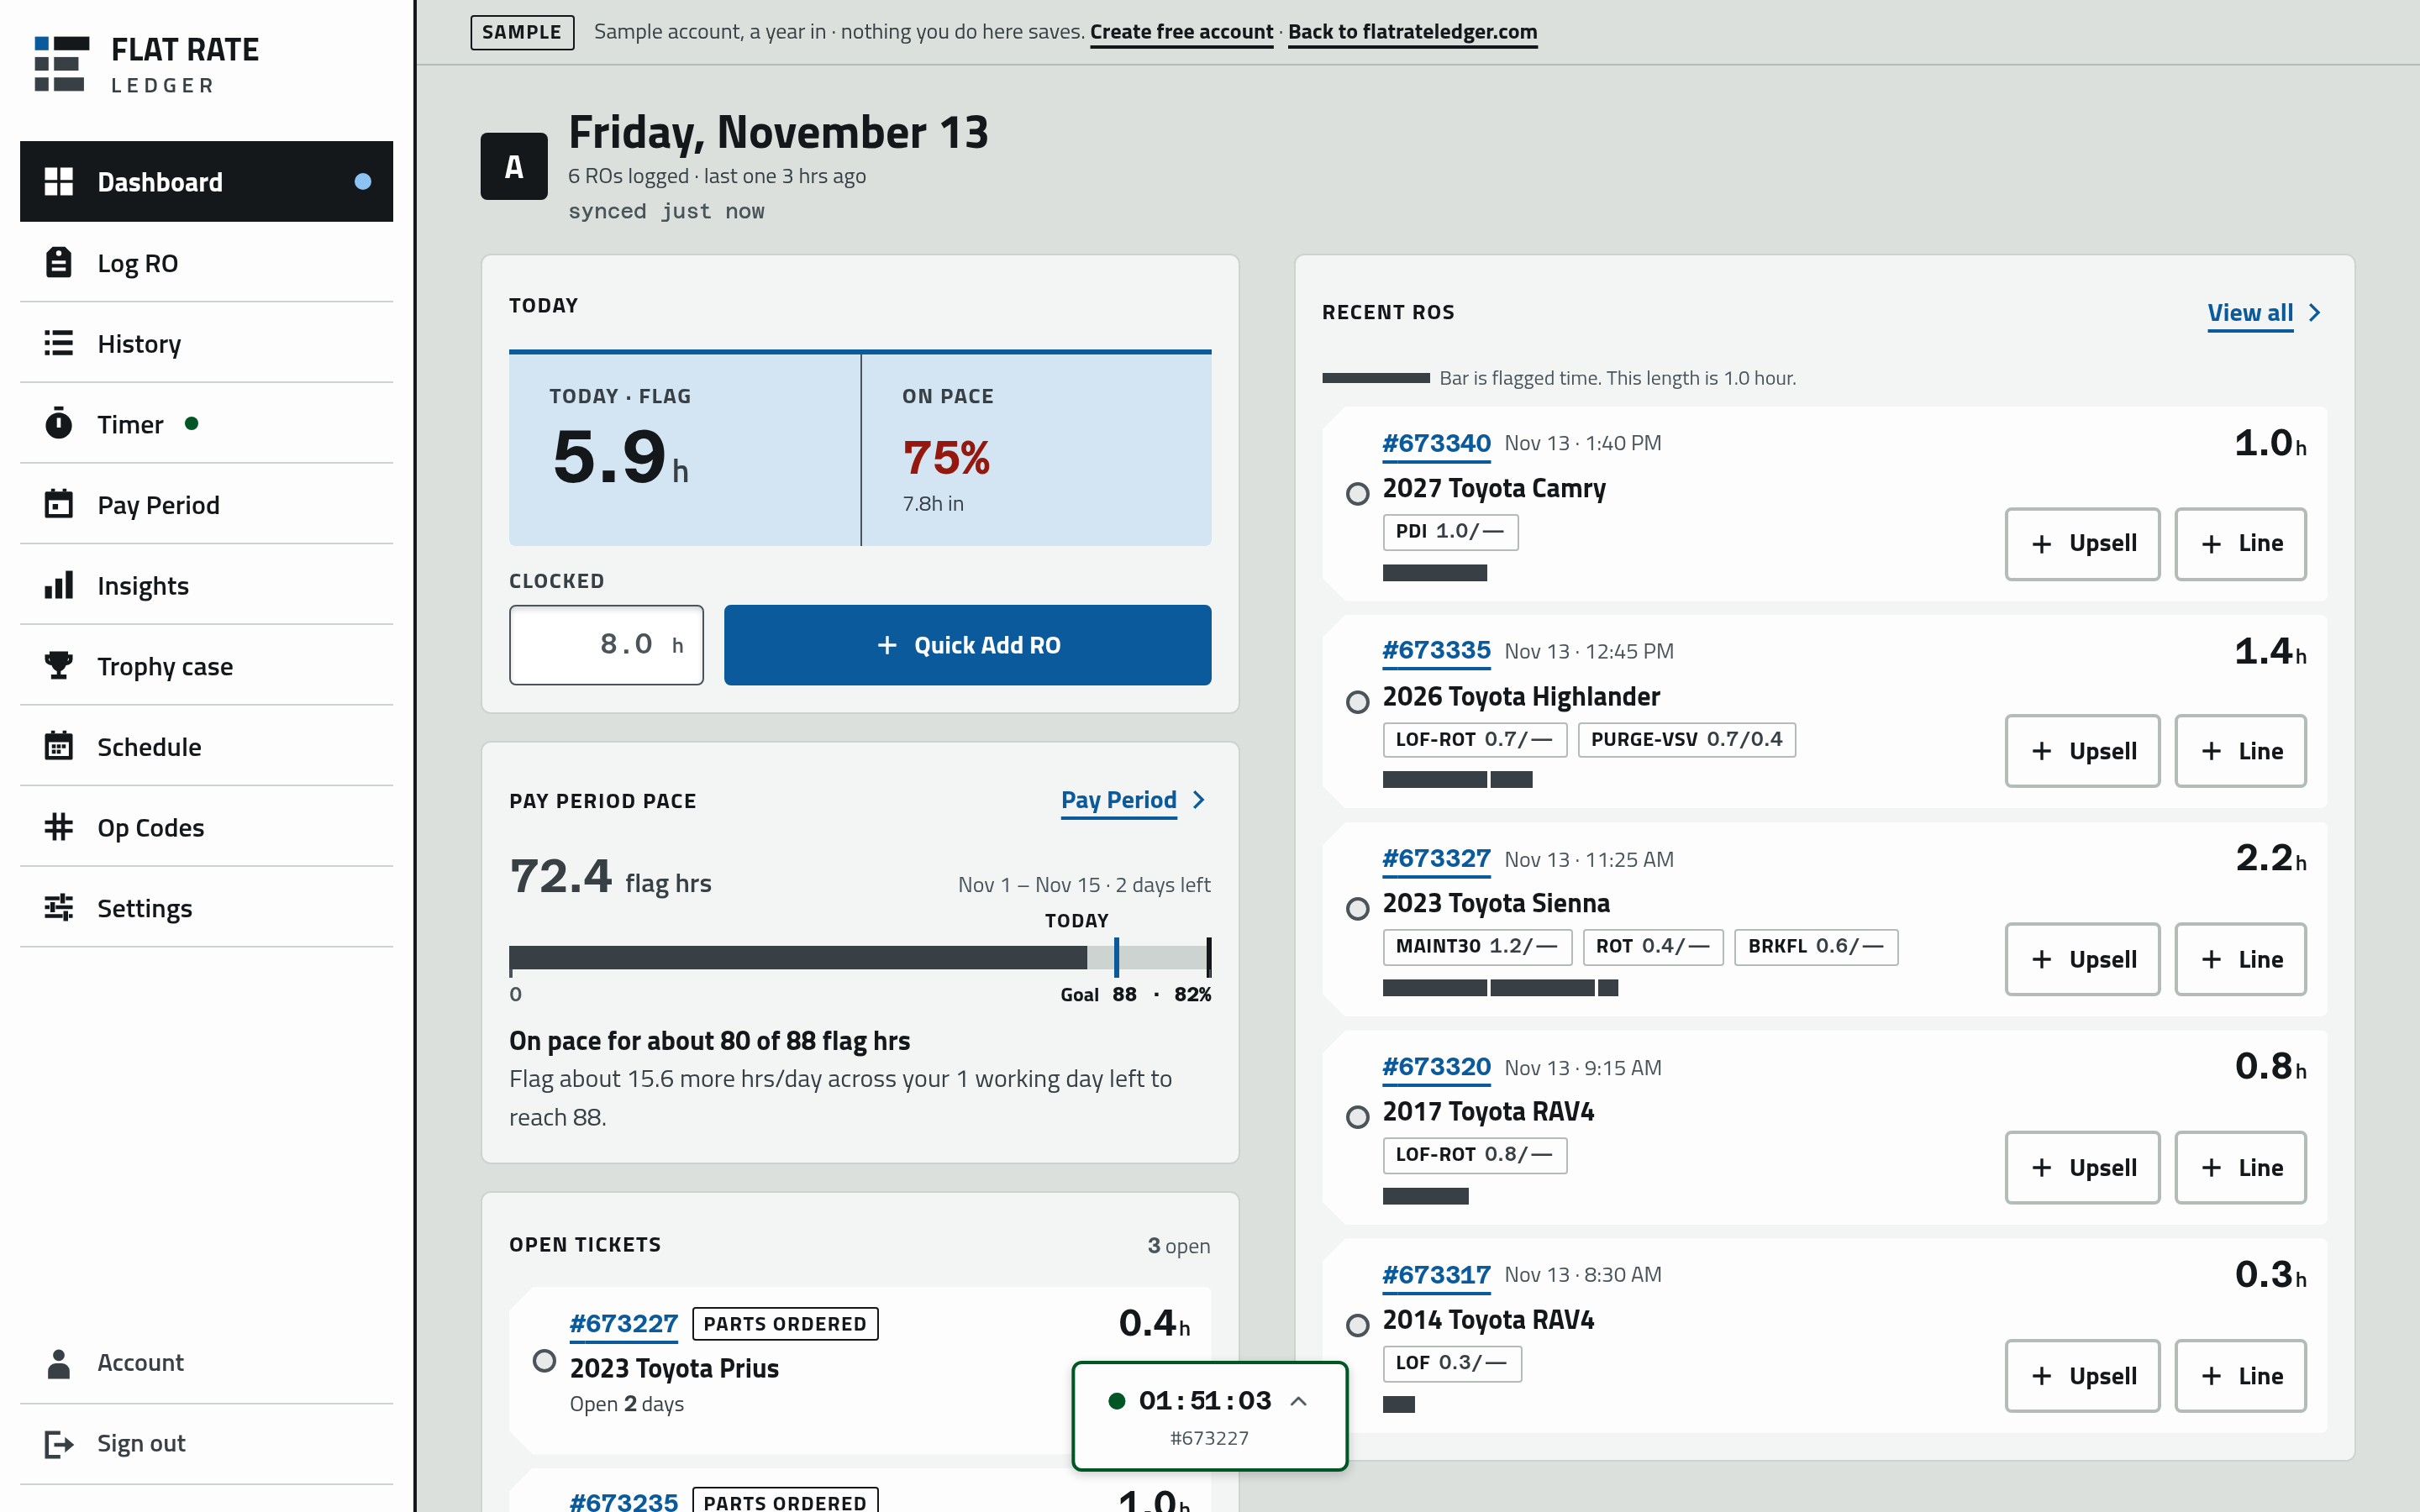 FLAT RATE
LEDGER
Dashboard
Log RO
History
Timer
Pay Period
Insights
Trophy case
Schedule
Op Codes
Settings
Account
Sign out
SAMPLE Sample account, a year in · nothing you do here saves. Create free account · Back to flatrateledger.com
A
Friday, November 13
6 ROs logged · last one 3 hrs ago
synced just now
TODAY
TODAY · FLAG
5.9 h
ON PACE
75%
7.8h in
CLOCKED
8.0 h
+ Quick Add RO
PAY PERIOD PACE
Pay Period >
72.4 flag hrs
Nov 1 – Nov 15 · 2 days left
TODAY
0
Goal 88 · 82%
On pace for about 80 of 88 flag hrs
Flag about 15.6 more hrs/day across your 1 working day left to
reach 88.
OPEN TICKETS
3 open
#673227 PARTS ORDERED 0.4h
2023 Toyota Prius
Open 2 days
#673235 PARTS ORDERED 1.0h
01:51:03
#673227
RECENT ROS
View all >
Bar is flagged time. This length is 1.0 hour.
#673340 Nov 13 · 1:40 PM 1.0h
2027 Toyota Camry
PDI 1.0/—
+ Upsell + Line
#673335 Nov 13 · 12:45 PM 1.4h
2026 Toyota Highlander
LOF-ROT 0.7/— PURGE-VSV 0.7/0.4
+ Upsell + Line
#673327 Nov 13 · 11:25 AM 2.2h
2023 Toyota Sienna
MAINT30 1.2/— ROT 0.4/— BRKFL 0.6/—
+ Upsell + Line
#673320 Nov 13 · 9:15 AM 0.8h
2017 Toyota RAV4
LOF-ROT 0.8/—
+ Upsell + Line
#673317 Nov 13 · 8:30 AM 0.3h
2014 Toyota RAV4
LOF 0.3/—
+ Upsell + Line